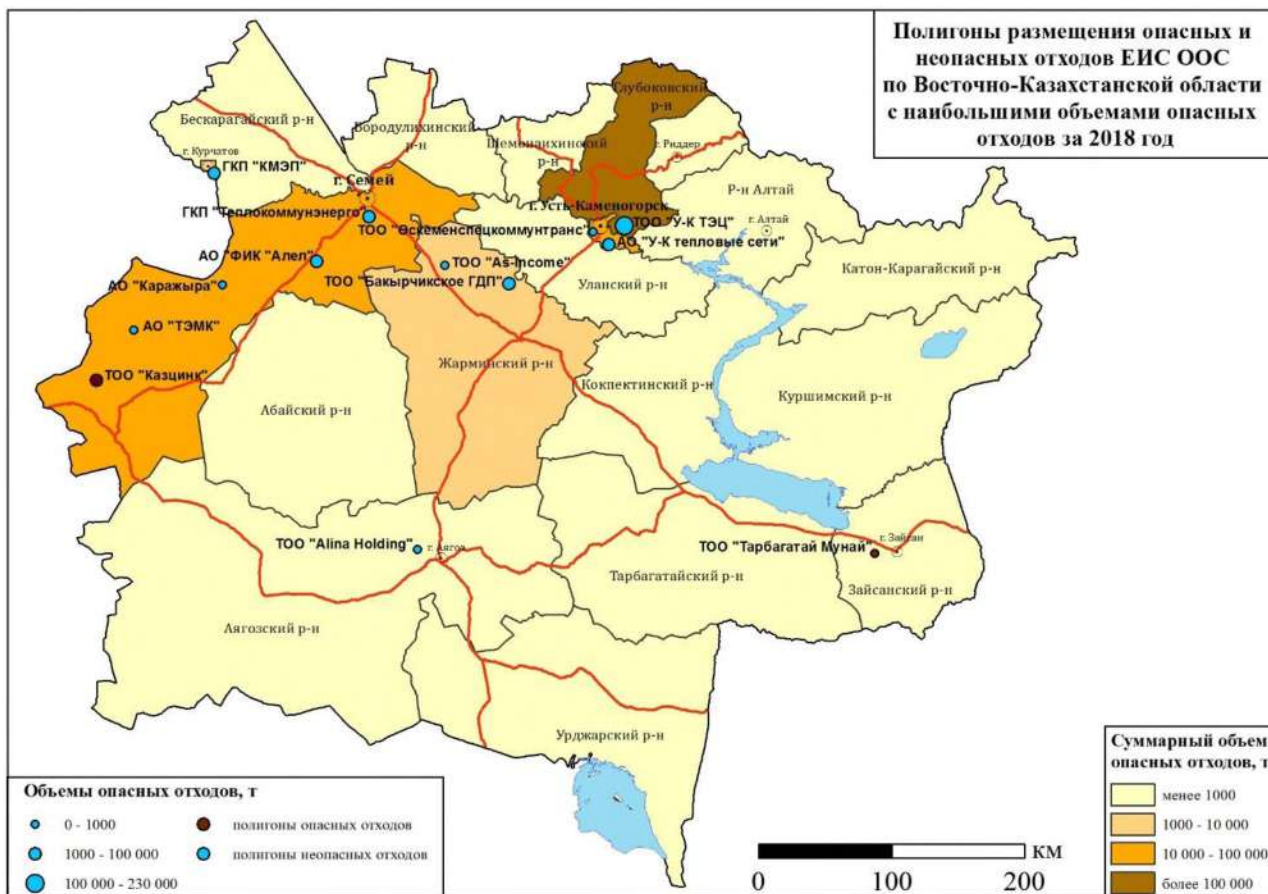 Полигоны размещения опасных и
неопасных отходов ЕИС ООС
по Восточно-Казахстанской области
с наибольшими объемами опасных
отходов за 2018 год
Глубоковский
р-н
Бескарагайский р-н
Бородулихинский
р-н
Шемонаихинский
р-н
г. Риддер
г. Курчатов
ГКП "КМЭП"
г. Семей
Р-н Алтай
г. Усть-Каменогорск
ГКП "Теплокоммунэнерго"
ТОО "У-К ТЭЦ"
г. Алтай
ТОО "Оскеменспецкоммунтранс"
АО "У-К тепловые сети"
АО "ФИК "Алел"
ТОО "As-Income"
Катон-Карагайский р-н
АО "Каражыра"
ТОО "Бакырчикское ГДП"
Уланский р-н
АО "ТЭМК"
ТОО "Казцинк"
Жарминский р-н
Кокпектинский р-н
Куршимский р-н
Абайский р-н
ТОО "Alina Holding"
г. Аягоз
ТОО "Тарбагатай Мунай"
г. Зайсан
Тарбагатайский р-н
Зайсанский р-н
Аягозский р-н
Урджарский р-н
Объемы опасных отходов, т
0 - 1000
полигоны опасных отходов
1000 - 100 000
полигоны неопасных отходов
100 000 - 230 000
КМ
0
100
200
Суммарный объем
опасных отходов, т
менее 1000
1000 - 10 000
10 000 - 100 000
более 100 000